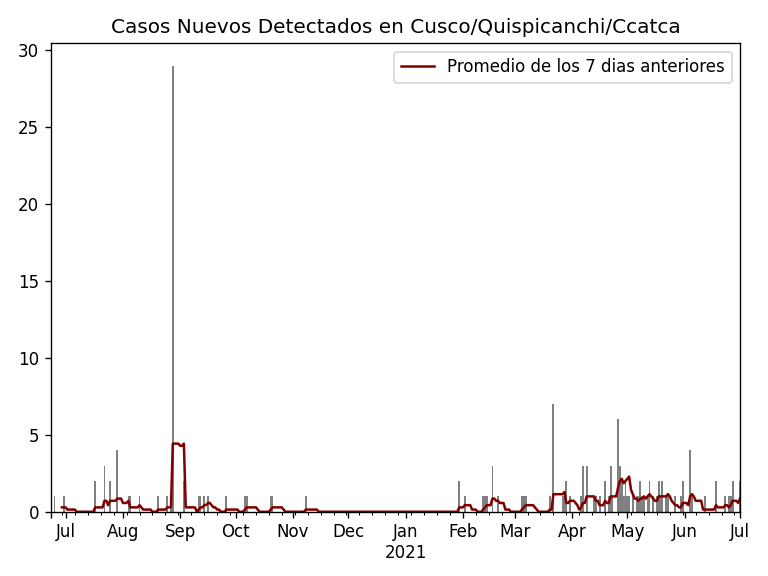 Casos Nuevos Detectados en Cusco/Quispicanchi/Ccatca
Promedio de los 7 dias anteriores
30
25
20
15
10
5
0
Jul Aug Sep Oct Nov Dec Jan Feb Mar Apr May Jun Jul
2021